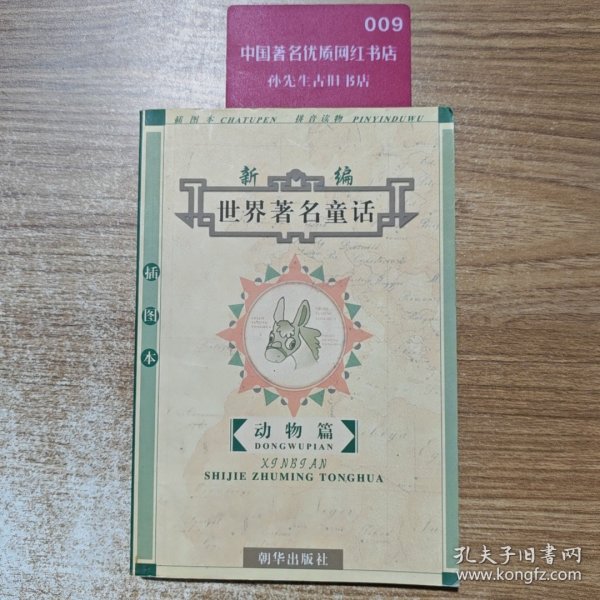 009
中国著名优质网红书店
孙先生古旧书店
插图本 CHATUPEN 拼音读物 PINYINDUWU
新编
世界著名童话
插图本
动物篇
DONGWUPIAN
XINBIAN
SHIJIE ZHUMING TONGHUA
朝华出版社
孔夫子旧书网
www.kongfz.com